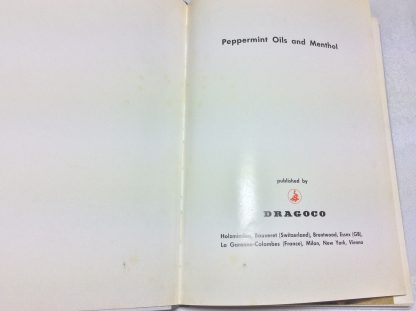 Peppermint Oils and Menthol
published by
DRAGOCO
Holzminden, Bouveret (Switzerland), Brentwood, Essex (GB),
La Garenne-Colombes (France), Milan, New York, Vienna